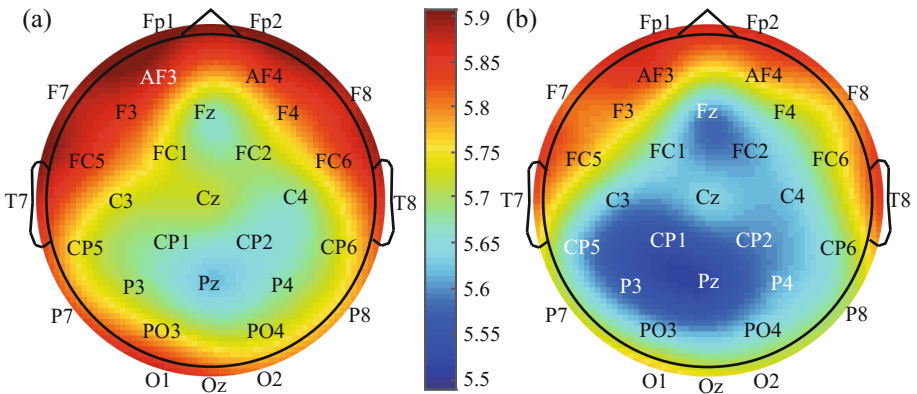 (a) Fp1 Fp2 5.9 (b) Fp1 Fp2
AF3 AF4 AF3 AF4
F7 F8 5.85 F7 F8
F3 Fz F4 F3 Fz F4
5.8
FC1 FC2 FC1 FC2
FC5 FC6 5.75 FC5 FC6
T7 C3 Cz C4 T8 5.7 T7 C3 Cz C4 T8
CP5 CP1 CP2 CP6 5.65 CP5 CP1 CP2 CP6
P3 Pz P4 5.6 P3 Pz P4
P7 P8 P7 P8
PO3 PO4 5.55 PO3 PO4
O1 Oz O2 5.5 O1 Oz O2